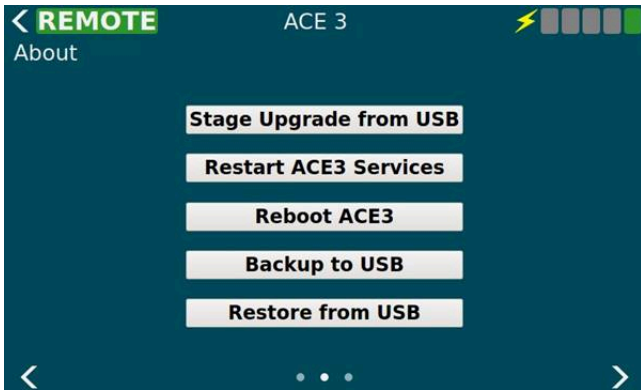 REMOTE ACE 3
About
Stage Upgrade from USB
Restart ACE3 Services
Reboot ACE3
Backup to USB
Restore from USB